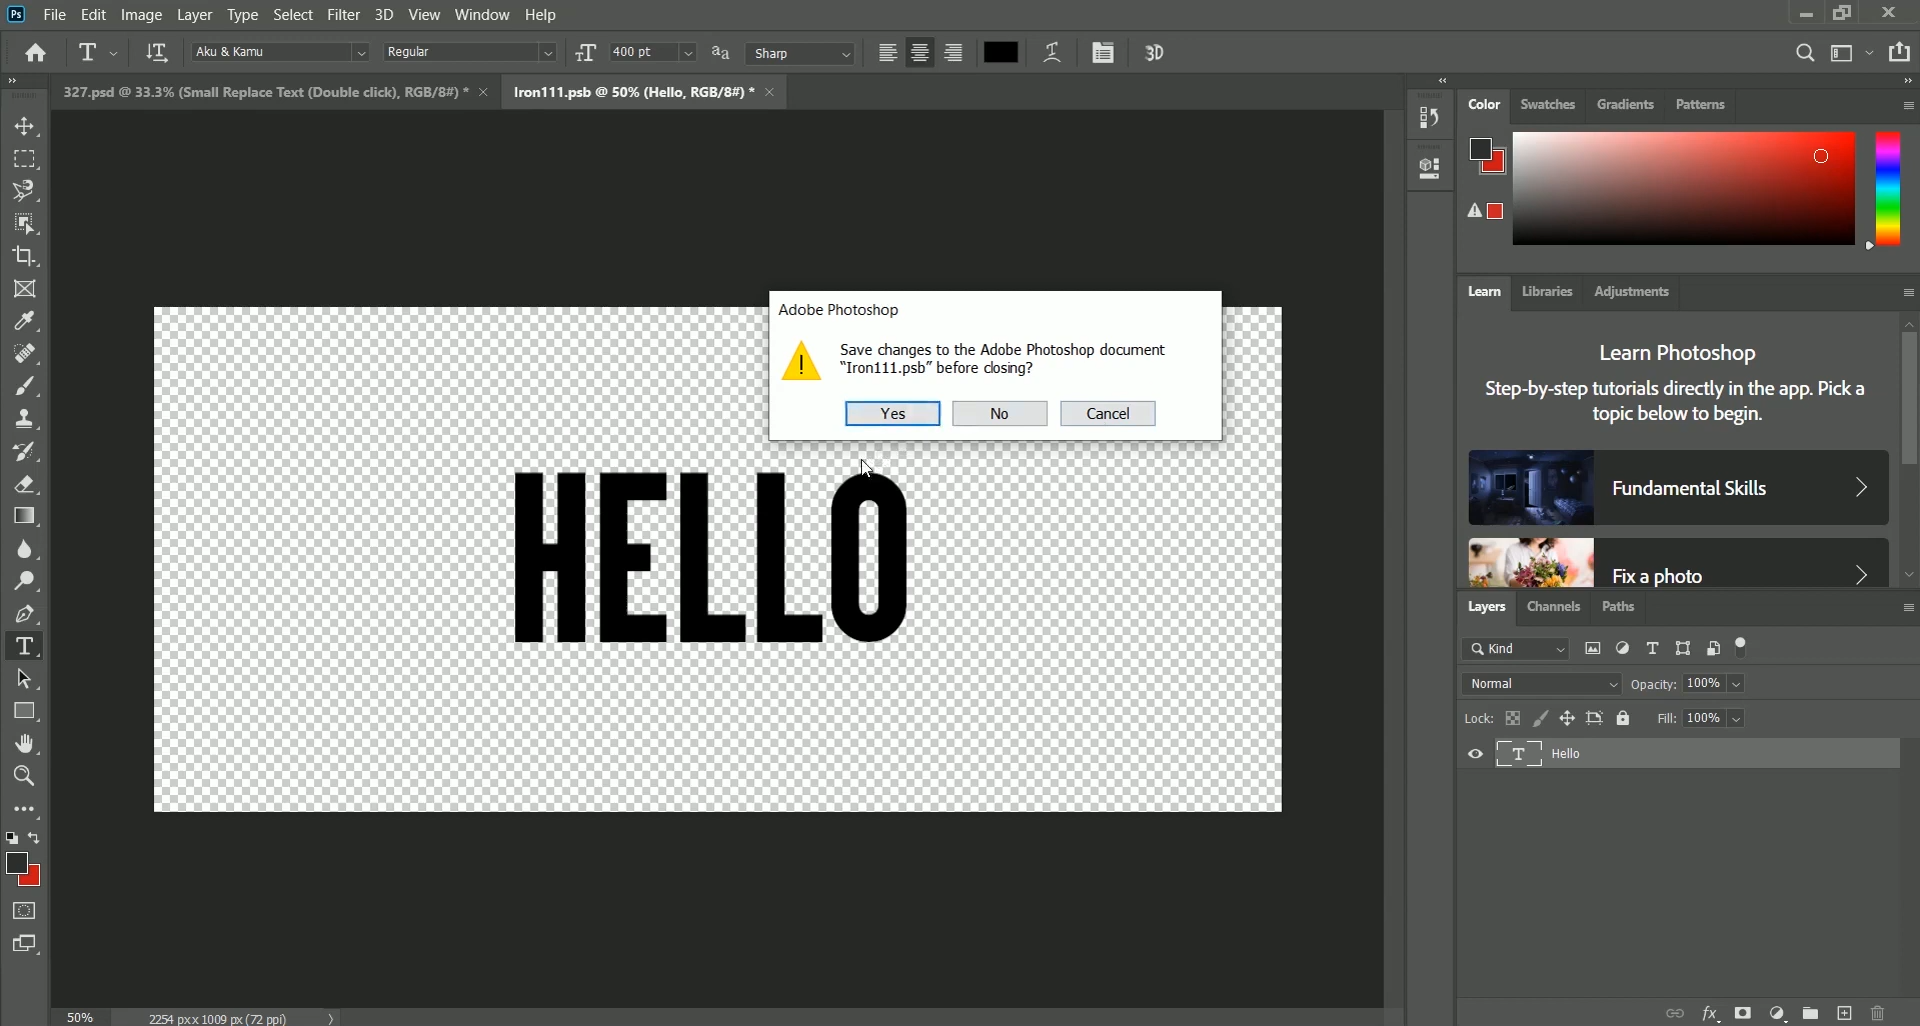 Ps File Edit Image Layer Type Select Filter 3D View Window Help
Aku & Kamu Regular 400 pt aa Sharp 3D
327.psd @ 33.3% (Small Replace Text (Double click), RGB/8#) * Iron111.psb @ 50% (Hello, RGB/8#) *
Color Swatches Gradients Patterns
Adobe Photoshop
Save changes to the Adobe Photoshop document
“Iron111.psb” before closing?
Yes No Cancel
HELLO
Learn Libraries Adjustments
Learn Photoshop
Step-by-step tutorials directly in the app. Pick a
topic below to begin.
Fundamental Skills
Fix a photo
Layers Channels Paths
Kind
Normal Opacity: 100%
Lock: Fill: 100%
T Hello
fx
50% 2254 px x 1009 px (72 ppi)